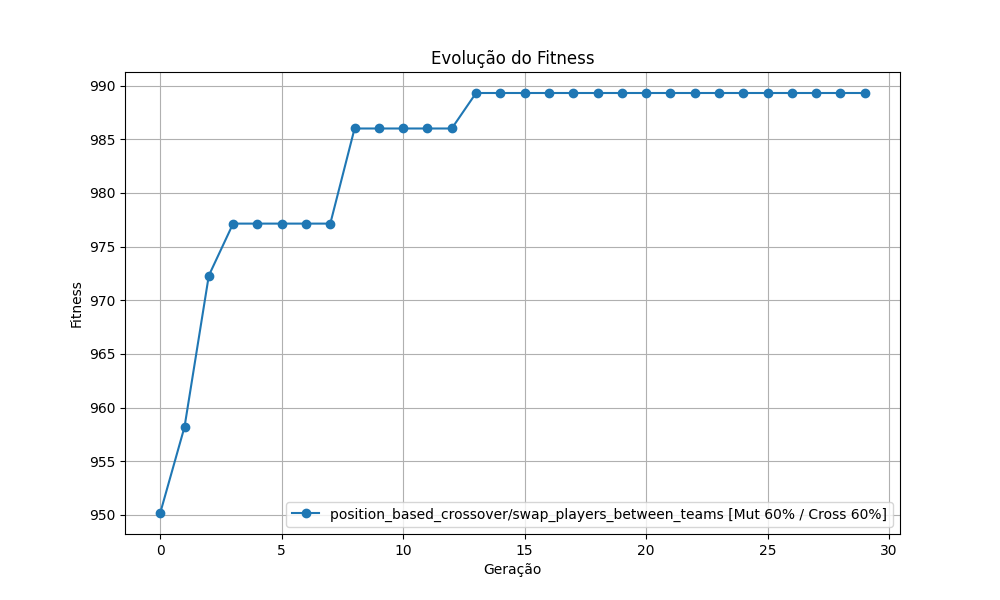 Evolução do Fitness
Fitness
990
985
980
975
970
965
960
955
950
position_based_crossover/swap_players_between_teams [Mut 60% / Cross 60%]
0 5 10 15 20 25 30
Geração